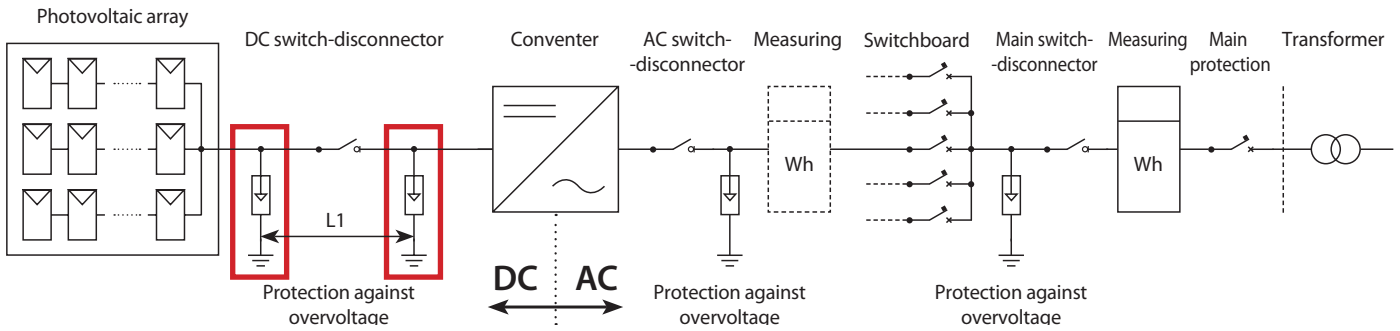 Photovoltaic array
DC switch-disconnector
Conventer
AC switch-
-disconnector
Measuring
Switchboard
Main switch-
-disconnector
Measuring
Main
protection
Transformer
Wh
Wh
L1
DC
AC
Protection against
overvoltage
Protection against
overvoltage
Protection against
overvoltage